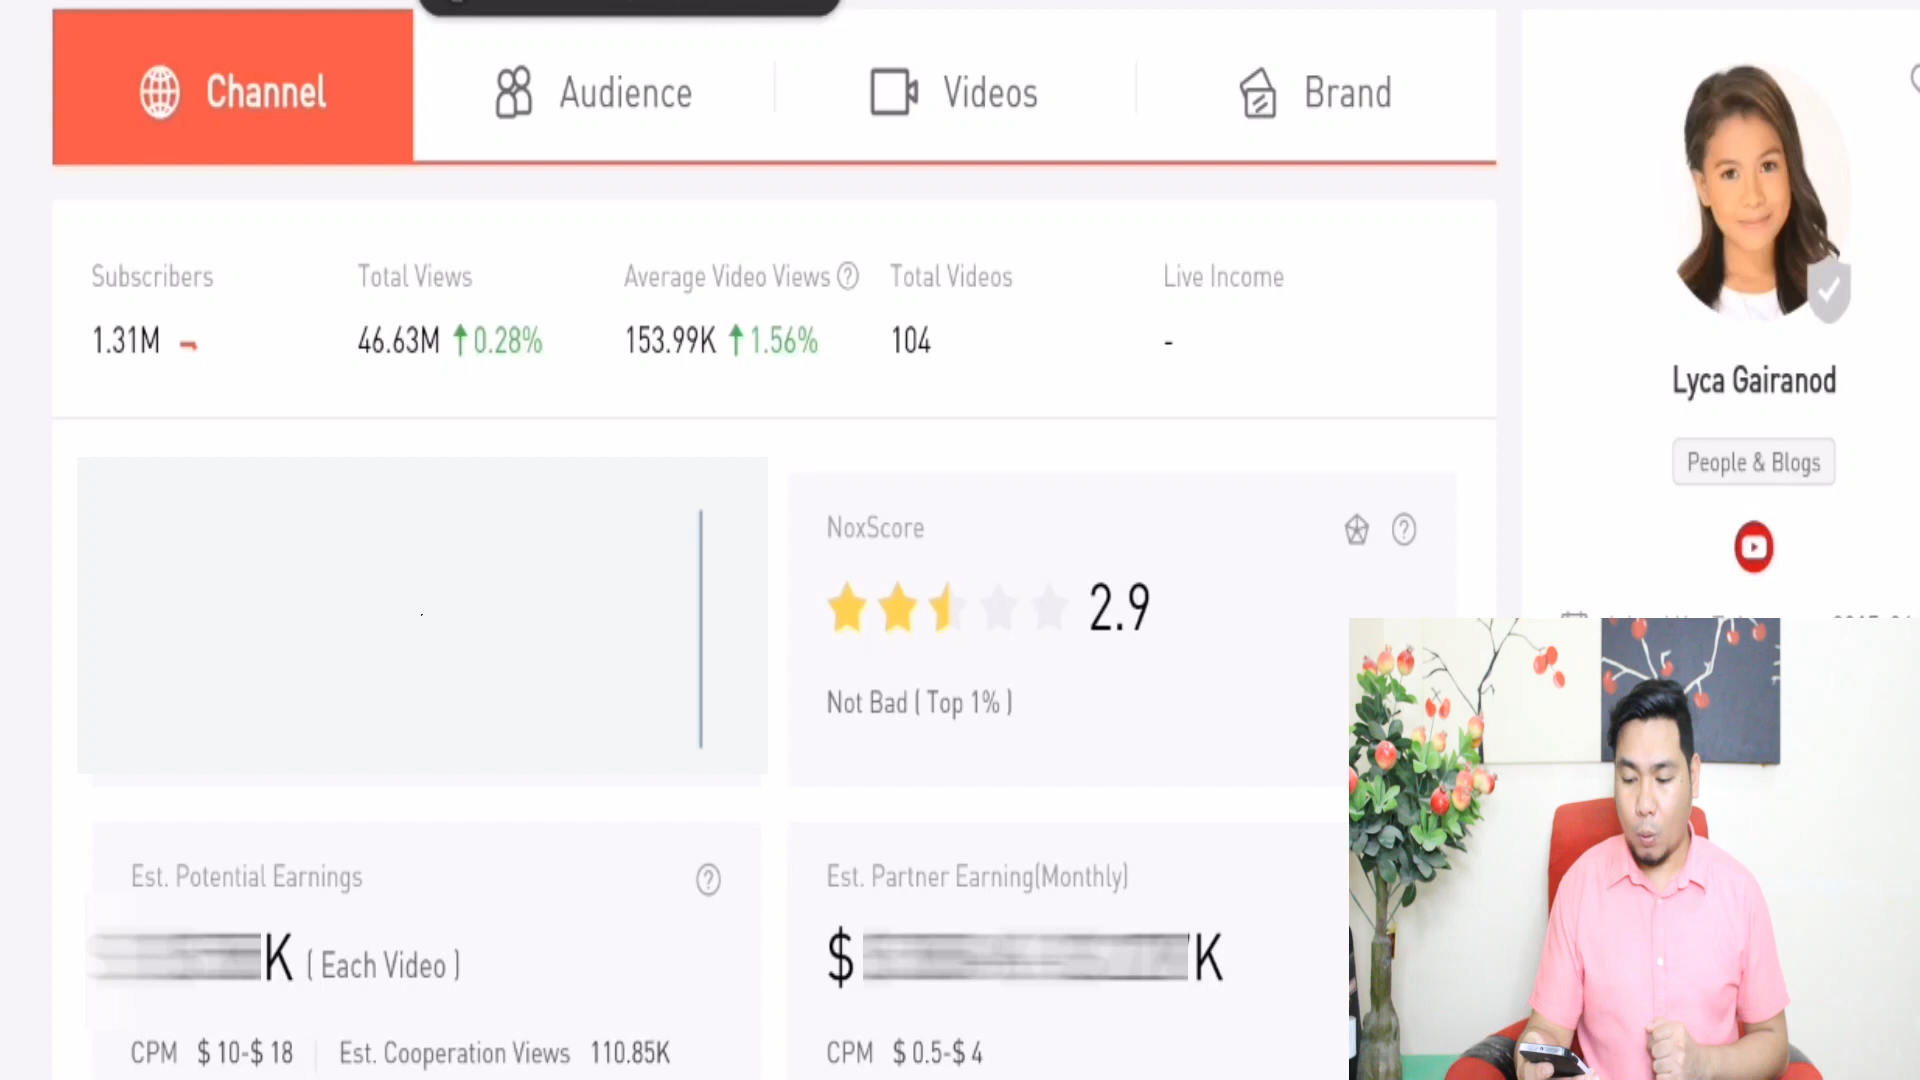 Channel
Audience
Videos
Brand
Subscribers
Total Views
Average Video Views
Total Videos
Live Income
1.31M
46.63M 0.28%
153.99K 1.56%
104
-
Lyca Gairanod
People & Blogs
NoxScore
2.9
Not Bad ( Top 1% )
Est. Potential Earnings
K ( Each Video )
CPM $ 10-$ 18
Est. Cooperation Views 110.85K
Est. Partner Earning(Monthly)
$ K
CPM $ 0.5-$ 4